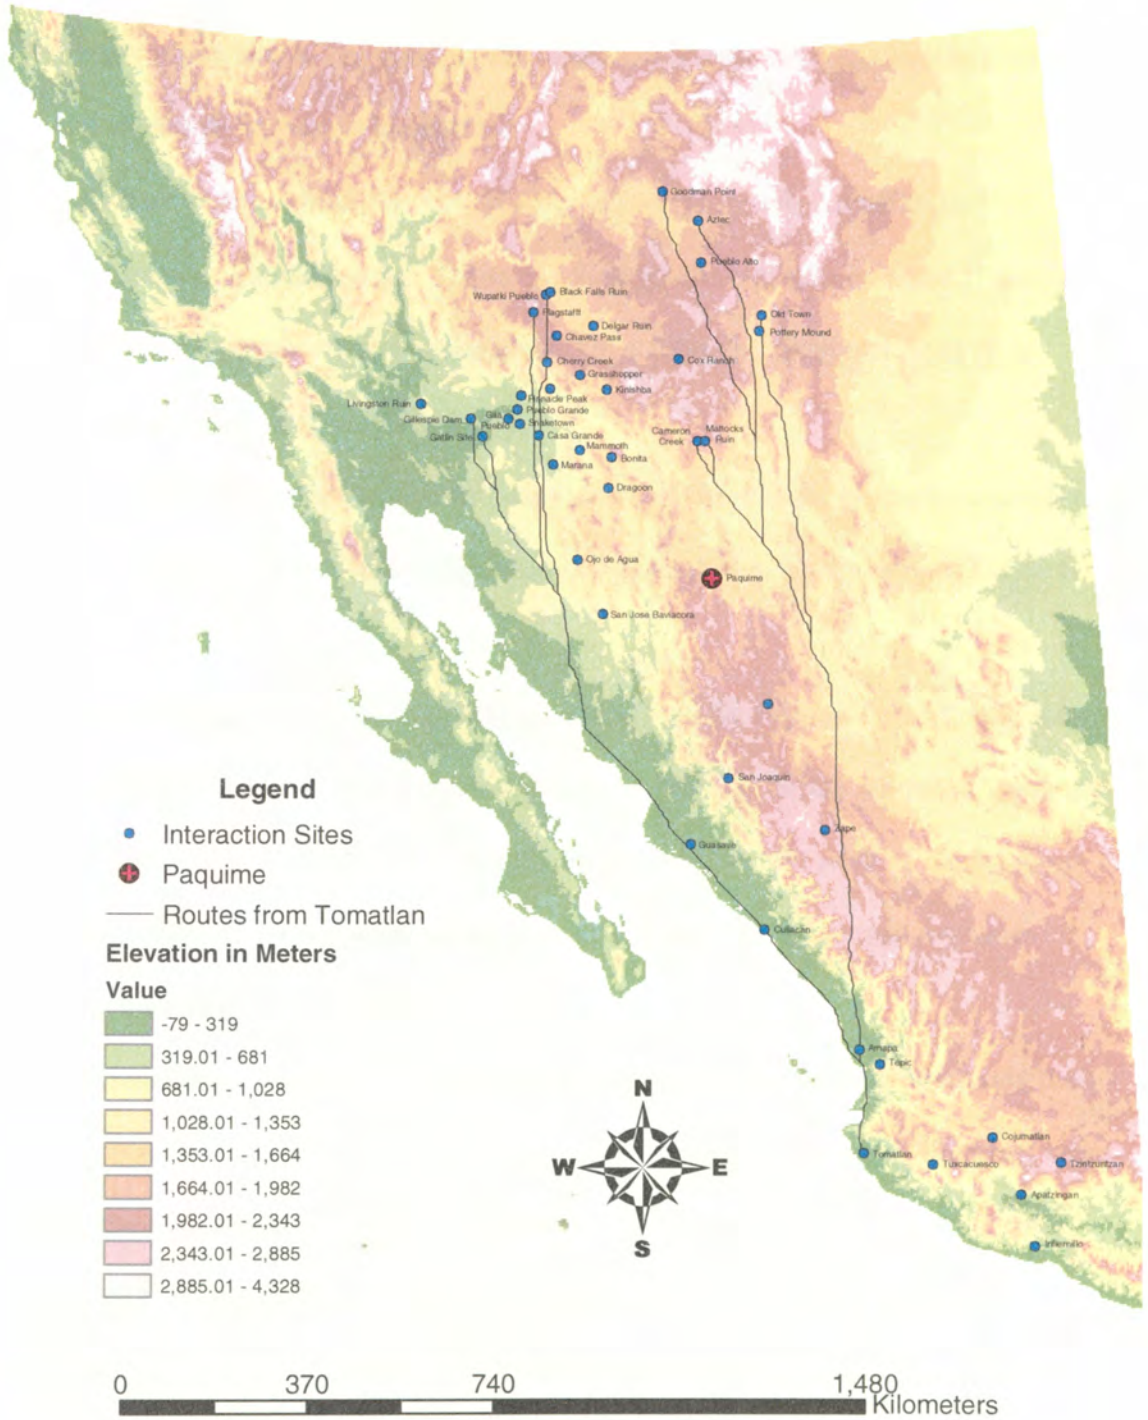 Goodman Point
Aztec
Pueblo Alto
Wupatki Pueblo
Black Falls Ruin
Flagstaff
Old Town
Delgar Ruin
Pottery Mound
Chavez Pass
Cherry Creek
Cox Ranch
Grasshopper
Kinishba
Livingston Ruin
Pinnacle Peak
Pueblo Grande
Gillespie Dam
Gila
Pueblo
Snaketown
Gatlin Site
Casa Grande
Cameron
Creek
Mattocks
Ruin
Mammoth
Bonita
Marana
Dragoon
Ojo de Agua
Paquime
San Jose Baviacora
San Joaquin
Zape
Guasave
Culiacan
Amapa
Tepic
Cojumatlan
Tomatlan
Tuxcacuesco
Tzintzuntzan
Apatzingan
Infiernillo
Legend
Interaction Sites
Paquime
Routes from Tomatlan
Elevation in Meters
Value
-79 - 319
319.01 - 681
681.01 - 1,028
1,028.01 - 1,353
1,353.01 - 1,664
1,664.01 - 1,982
1,982.01 - 2,343
2,343.01 - 2,885
2,885.01 - 4,328
N
W E
S
0 370 740 1,480
Kilometers